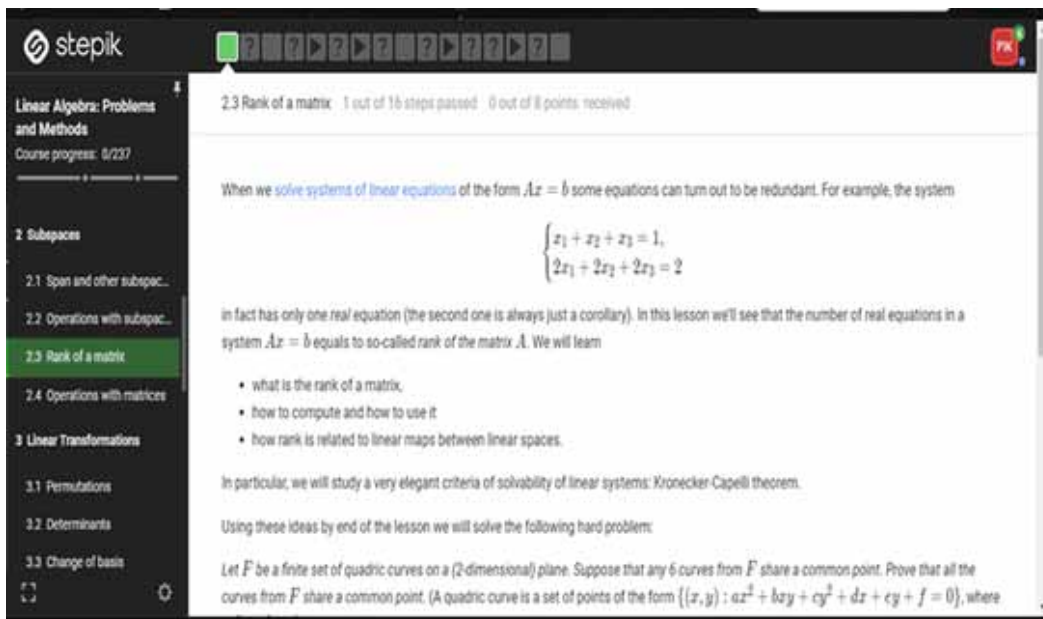 stepik
? ? ? ? ? ? ? ?
PIK
6
Linear Algebra: Problems
and Methods
Course progress: 0/237
2 Subspaces
2.1 Span and other subspac...
2.2 Operations with subspac...
2.3 Rank of a matrix
2.4 Operations with matrices
3 Linear Transformations
3.1 Permutations
3.2 Determinants
3.3 Change of basis
2.3 Rank of a matrix 1 out of 16 steps passed 0 out of 8 points received
When we solve systems of linear equations of the form Ax = b some equations can turn out to be redundant. For example, the system
x₁ + x₂ + x₃ = 1,
2x₁ + 2x₂ + 2x₃ = 2
in fact has only one real equation (the second one is always just a corollary). In this lesson we'll see that the number of real equations in a
system Ax = b equals to so-called rank of the matrix A. We will learn
• what is the rank of a matrix,
• how to compute and how to use it
• how rank is related to linear maps between linear spaces.
In particular, we will study a very elegant criteria of solvability of linear systems: Kronecker-Capelli theorem.
Using these ideas by end of the lesson we will solve the following hard problem:
Let F be a finite set of quadric curves on a (2-dimensional) plane. Suppose that any 6 curves from F share a common point. Prove that all the
curves from F share a common point. (A quadric curve is a set of points of the form {(x, y) : ax² + bxy + cy² + dx + ey + f = 0}, where